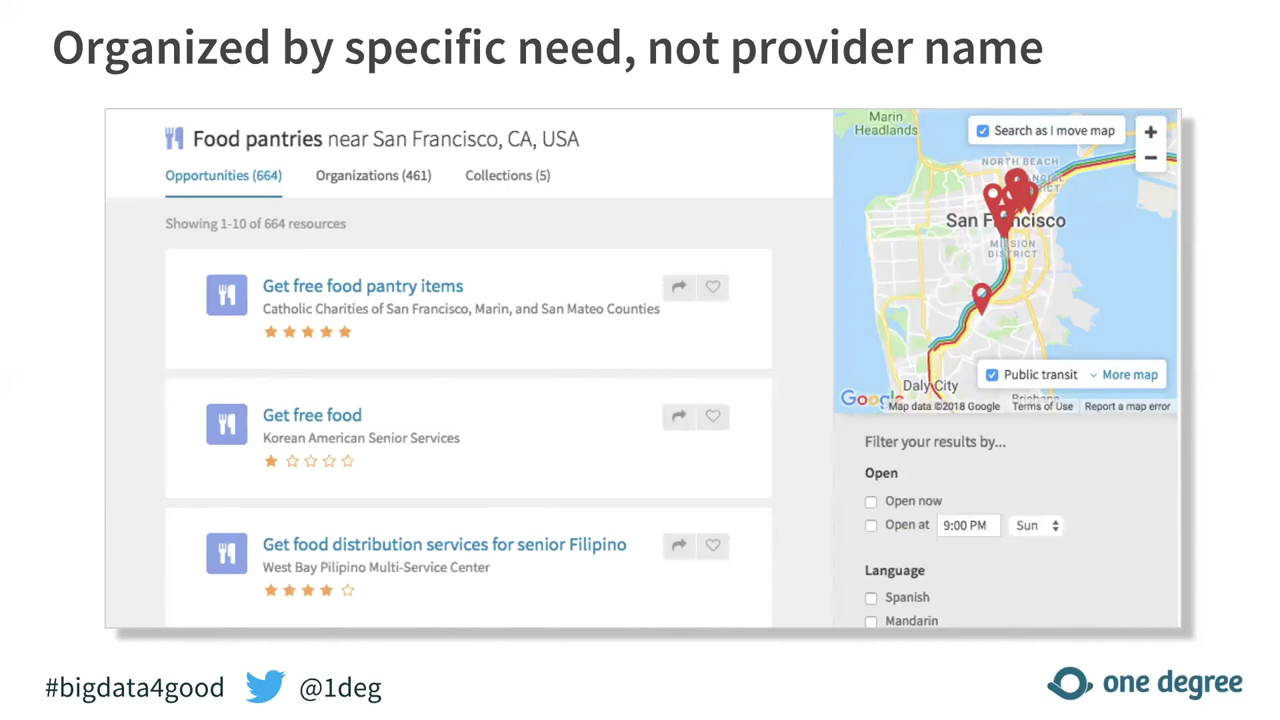 Organized by specific need, not provider name
Food pantries near San Francisco, CA, USA
Opportunities (664) Organizations (461) Collections (5)
Showing 1-10 of 664 resources
Get free food pantry items
Catholic Charities of San Francisco, Marin, and San Mateo Counties
Get free food
Korean American Senior Services
Get food distribution services for senior Filipino
West Bay Pilipino Multi-Service Center
Marin
Headlands
Search as I move map
+
−
NORTH BEACH
San Francisco
MISSION
DISTRICT
Public transit More map
Daly City
Brisbane
Google Map data ©2018 Google Terms of Use Report a map error
Filter your results by...
Open
Open now
Open at 9:00 PM Sun
Language
Spanish
Mandarin
#bigdata4good @1deg
one degree